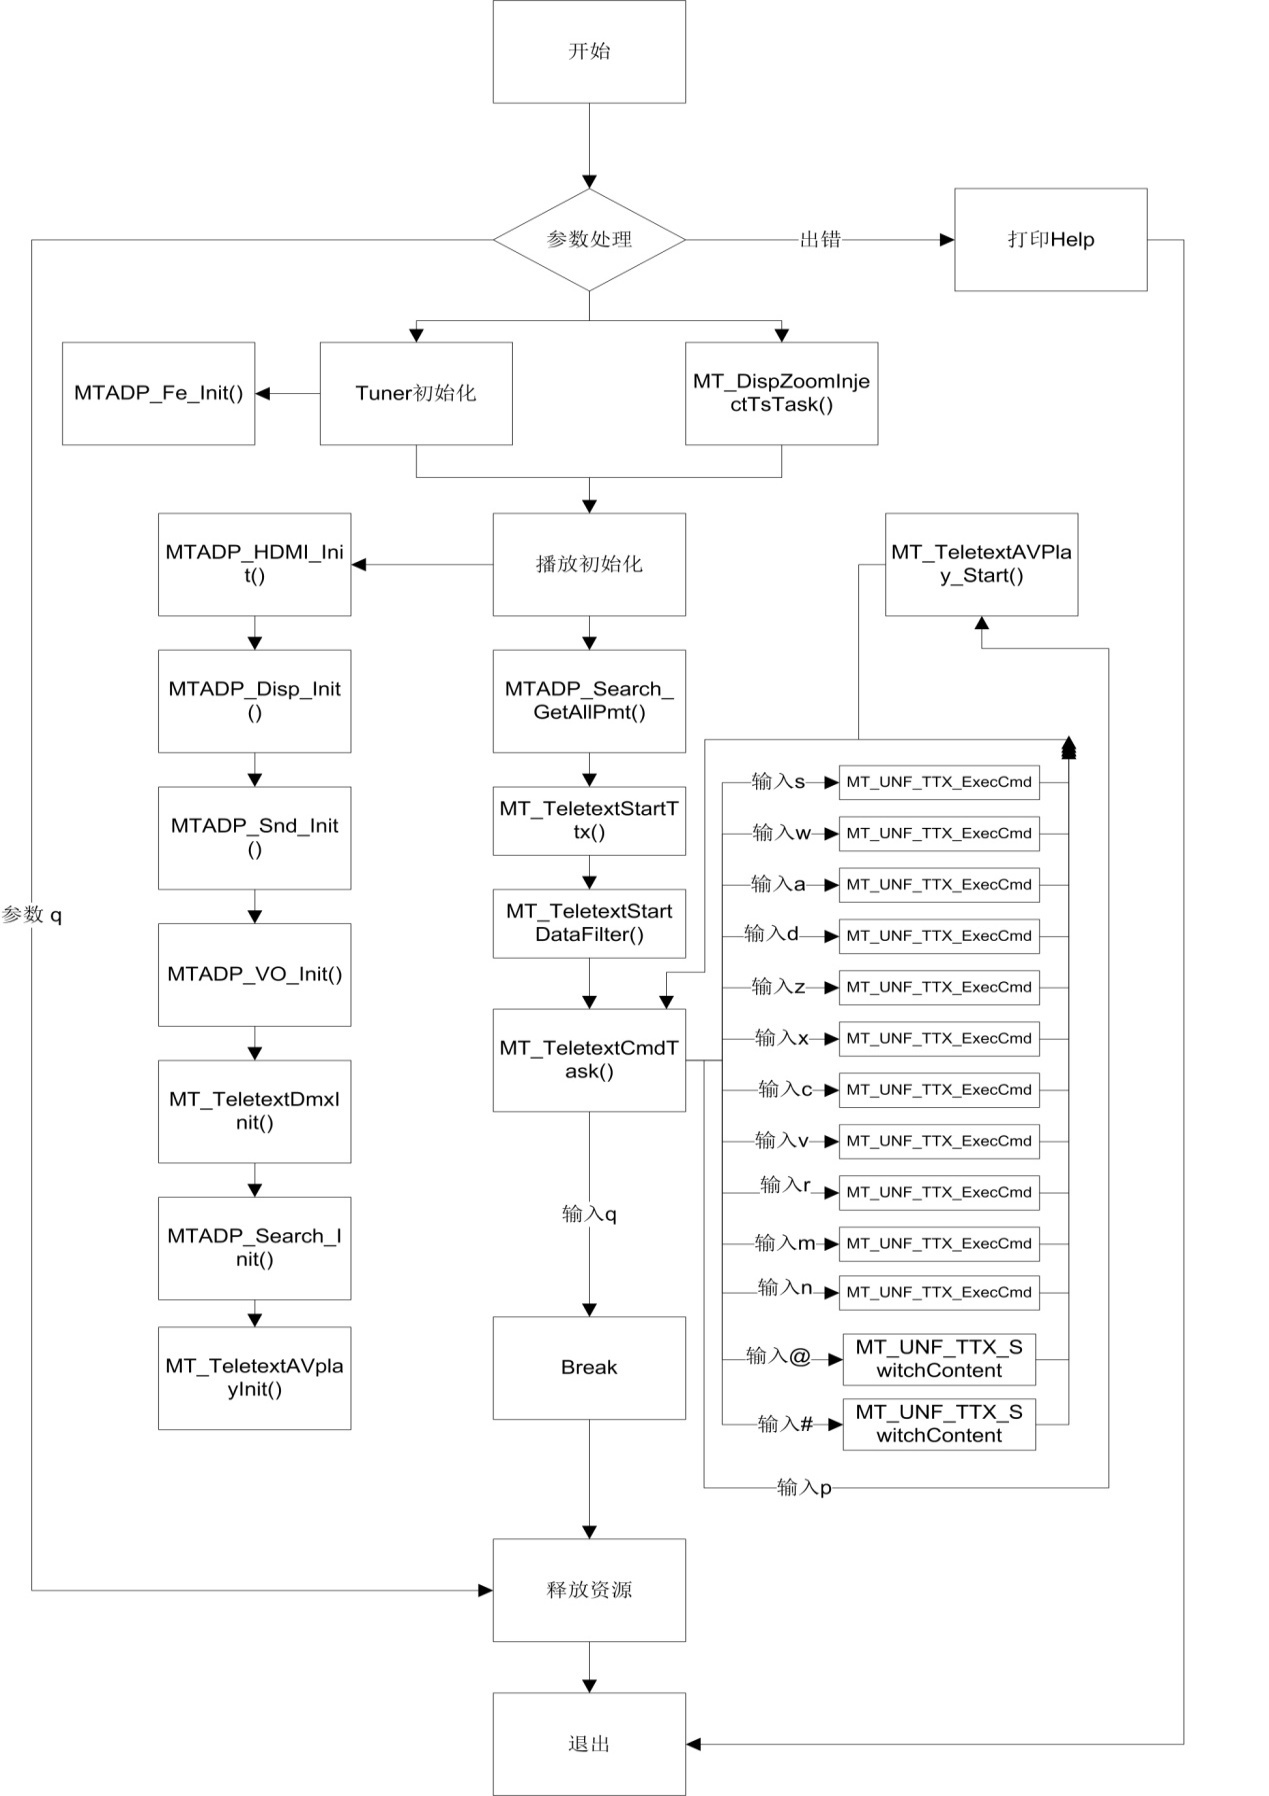 开始
参数处理
出错
打印Help
MTADP_Fe_Init()
Tuner初始化
MT_DispZoomInje
ctTsTask()
MTADP_HDMI_Ini
t()
播放初始化
MT_TeletextAVPla
y_Start()
MTADP_Disp_Init
()
MTADP_Search_
GetAllPmt()
MTADP_Snd_Init
()
MT_TeletextStartT
tx()
输入s
MT_UNF_TTX_ExecCmd
输入w
MT_UNF_TTX_ExecCmd
输入a
MT_UNF_TTX_ExecCmd
参数 q
MT_TeletextStart
DataFilter()
输入d
MT_UNF_TTX_ExecCmd
MTADP_VO_Init()
输入z
MT_UNF_TTX_ExecCmd
输入x
MT_UNF_TTX_ExecCmd
MT_TeletextCmdT
ask()
输入c
MT_UNF_TTX_ExecCmd
MT_TeletextDmxI
nit()
输入v
MT_UNF_TTX_ExecCmd
输入r
MT_UNF_TTX_ExecCmd
输入q
MTADP_Search_I
nit()
输入m
MT_UNF_TTX_ExecCmd
输入n
MT_UNF_TTX_ExecCmd
MT_TeletextAVpla
yInit()
Break
输入@
MT_UNF_TTX_S
witchContent
输入#
MT_UNF_TTX_S
witchContent
输入p
释放资源
退出